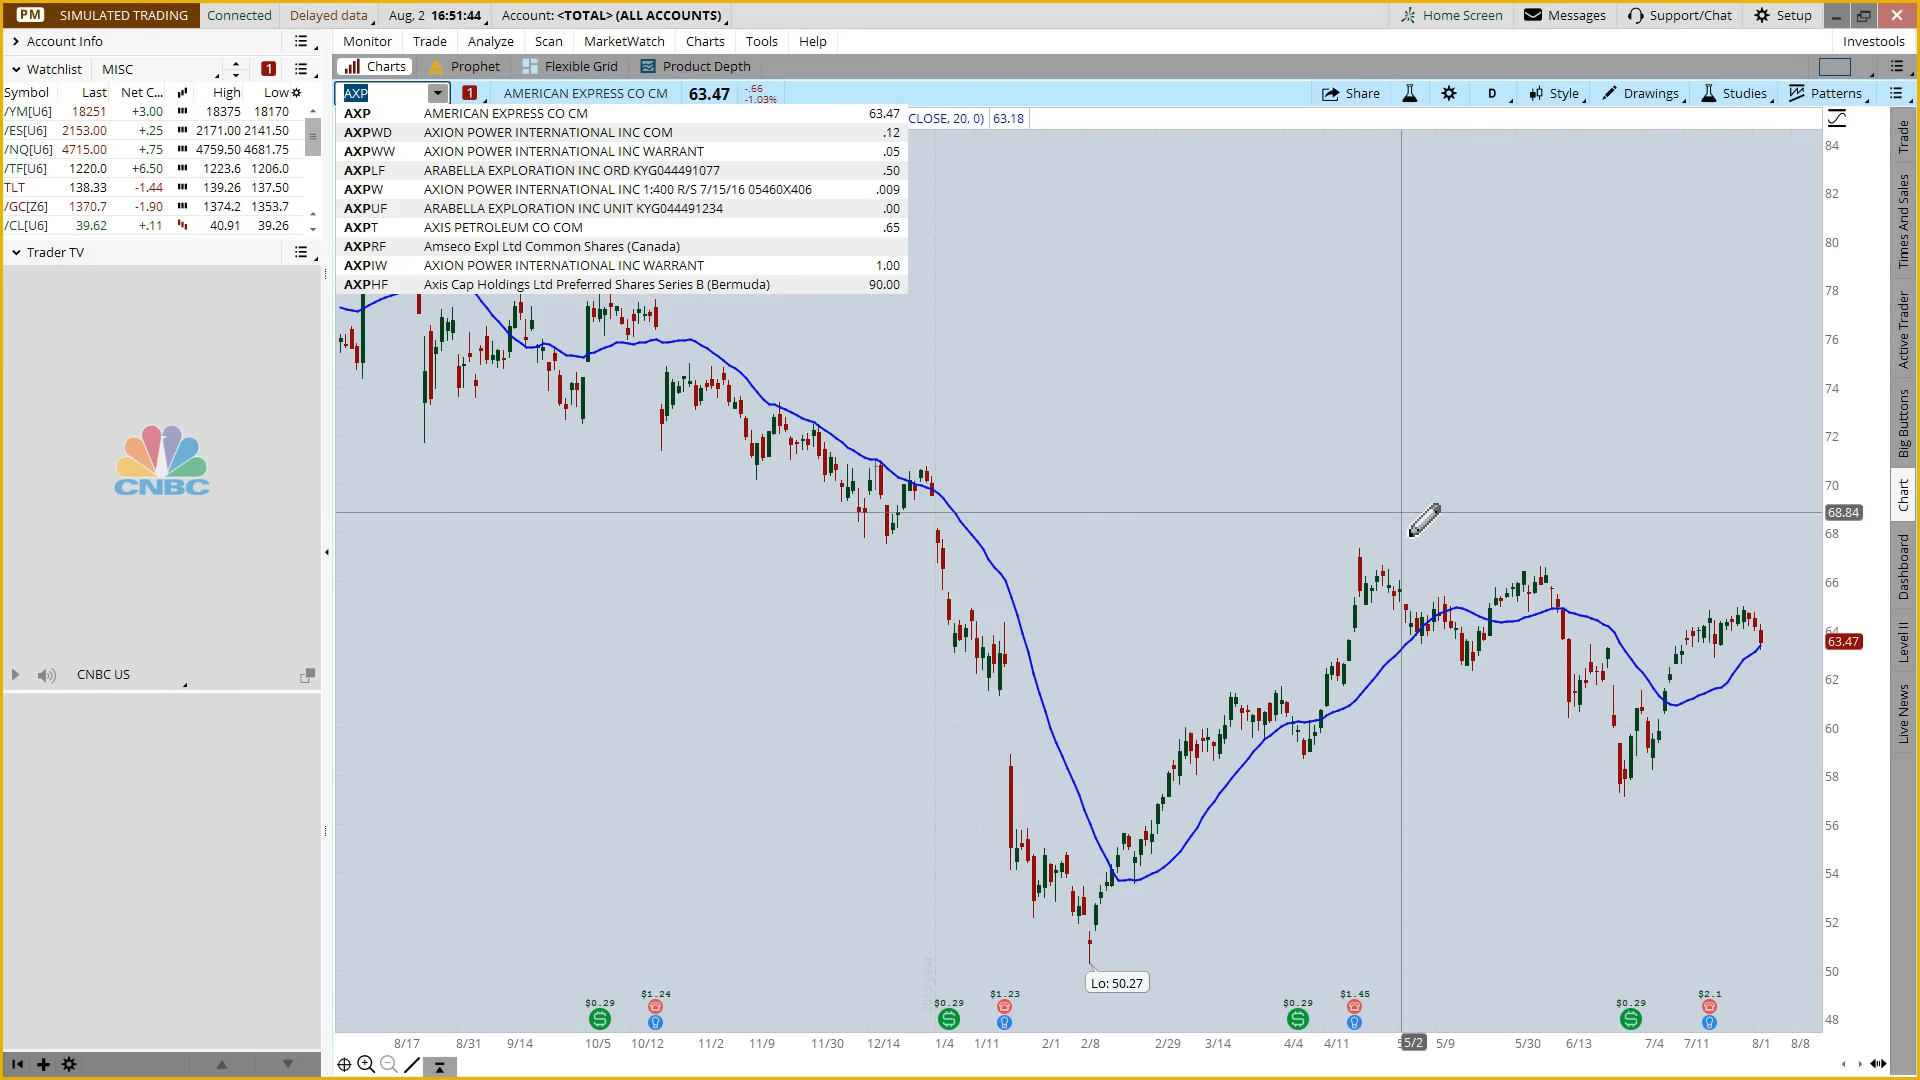 PM SIMULATED TRADING Connected Delayed data Aug, 2 16:51:44 Account: <TOTAL> (ALL ACCOUNTS) Home Screen Messages Support/Chat Setup
Account Info
Monitor Trade Analyze Scan MarketWatch Charts Tools Help Investools
Watchlist MISC 1
Charts Prophet Flexible Grid Product Depth
Symbol Last Net C... High Low
AXP 1 AMERICAN EXPRESS CO CM 63.47 -.66 -1.03% Share D Style Drawings Studies Patterns
/YM[U6] 18251 +3.00 18375 18170
/ES[U6] 2153.00 +.25 2171.00 2141.50
/NQ[U6] 4715.00 +.75 4759.50 4681.75
/TF[U6] 1220.0 +6.50 1223.6 1206.0
TLT 138.33 -1.44 139.26 137.50
/GC[Z6] 1370.7 -1.90 1374.2 1353.7
/CL[U6] 39.62 +.11 40.91 39.26
Trader TV
AXP AMERICAN EXPRESS CO CM 63.47
AXPWD AXION POWER INTERNATIONAL INC COM .12
AXPWW AXION POWER INTERNATIONAL INC WARRANT .05
AXPLF ARABELLA EXPLORATION INC ORD KYG044491077 .50
AXPW AXION POWER INTERNATIONAL INC 1:400 R/S 7/15/16 05460X406 .009
AXPUF ARABELLA EXPLORATION INC UNIT KYG044491234 .00
AXPT AXIS PETROLEUM CO COM .65
AXPRF Amseco Expl Ltd Common Shares (Canada)
AXPIW AXION POWER INTERNATIONAL INC WARRANT 1.00
AXPHF Axis Cap Holdings Ltd Preferred Shares Series B (Bermuda) 90.00
CLOSE, 20, 0) 63.18
84
82
80
78
76
74
72
70
68.84
68
66
64
63.47
62
60
58
56
54
52
50
48
CNBC
CNBC US
Lo: 50.27
2015 year
$0.29 $1.24 $0.29 $1.23 $0.29 $1.45 $0.29 $2.1
8/17 8/31 9/14 10/5 10/12 11/2 11/9 11/30 12/14 1/4 1/11 2/1 2/8 2/29 3/14 4/4 4/11 5/2 5/9 5/30 6/13 7/4 7/11 8/1 8/8
Trade
Times And Sales
Active Trader
Big Buttons
Chart
Dashboard
Level II
Live News